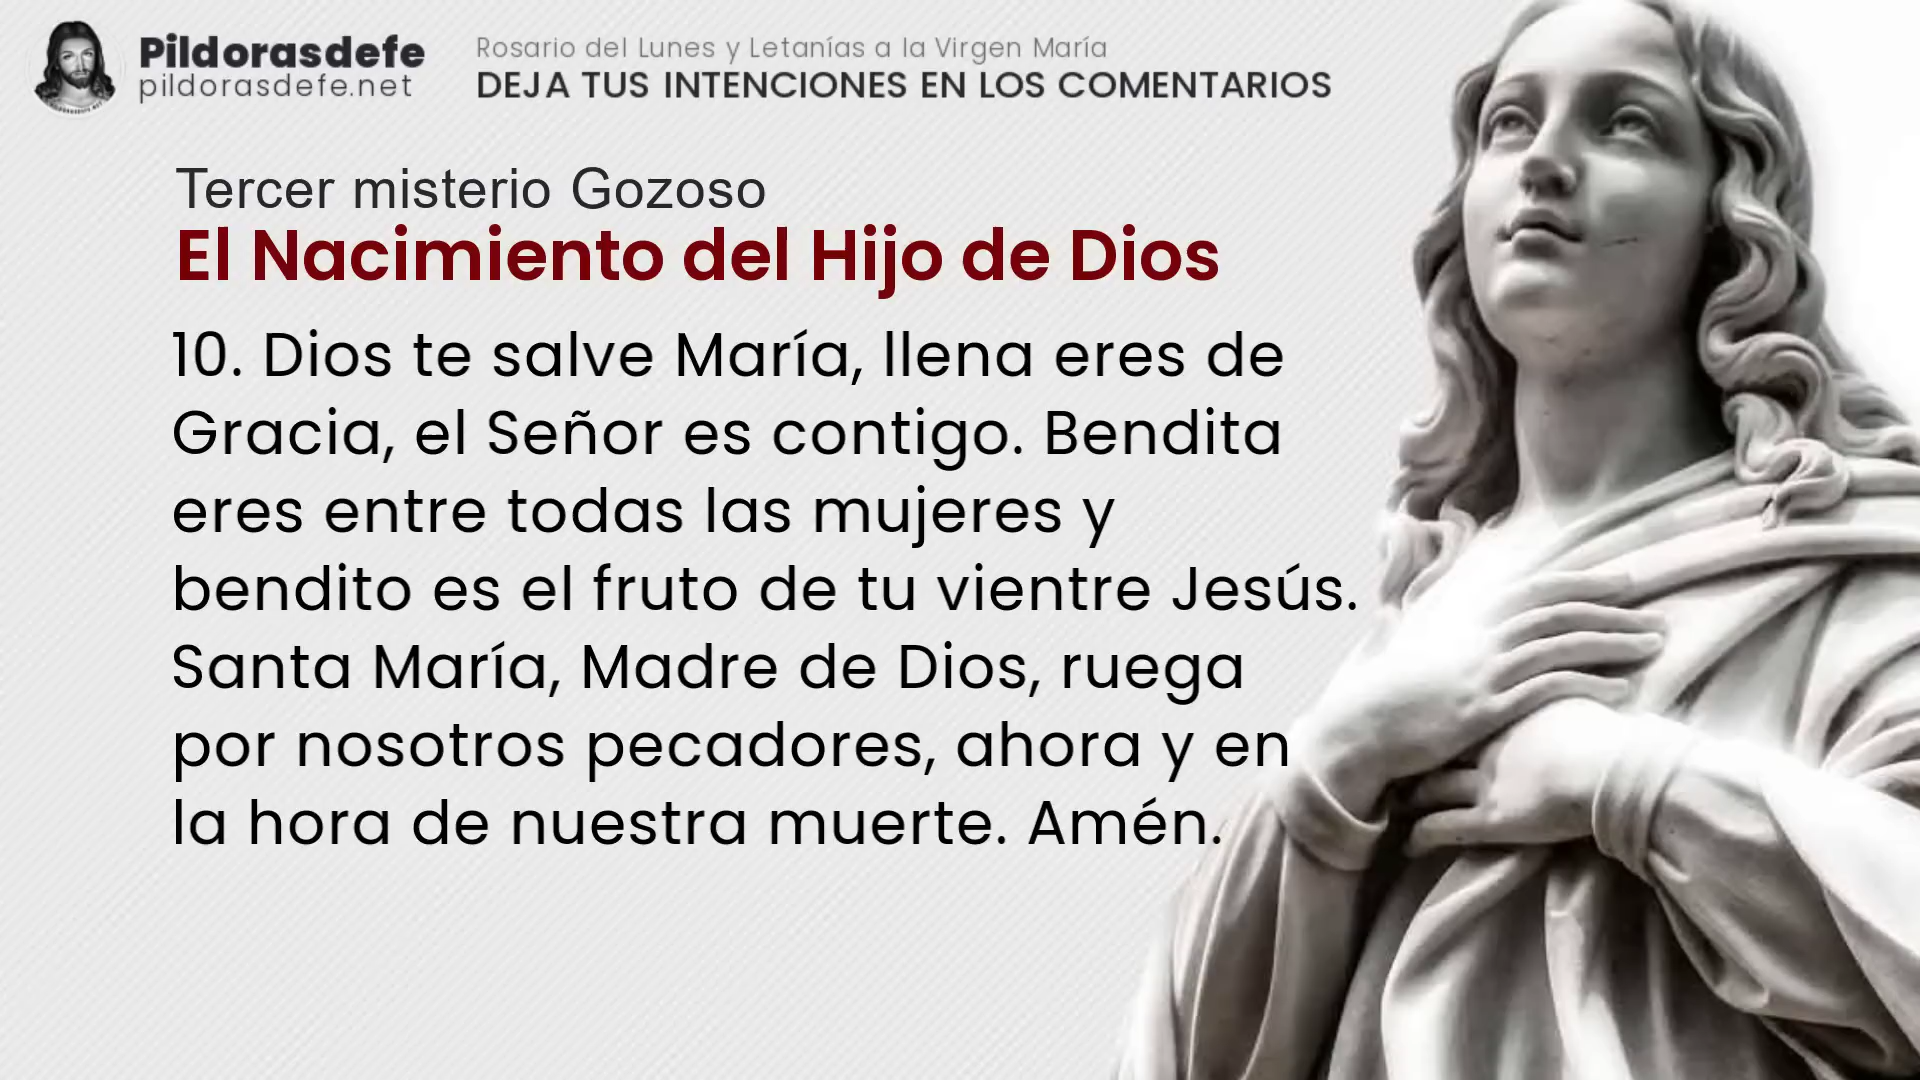 Pildorasdefe
pildorasdefe.net
Rosario del Lunes y Letanías a la Virgen María
DEJA TUS INTENCIONES EN LOS COMENTARIOS
Tercer misterio Gozoso
El Nacimiento del Hijo de Dios
10. Dios te salve María, llena eres de
Gracia, el Señor es contigo. Bendita
eres entre todas las mujeres y
bendito es el fruto de tu vientre Jesús.
Santa María, Madre de Dios, ruega
por nosotros pecadores, ahora y en
la hora de nuestra muerte. Amén.